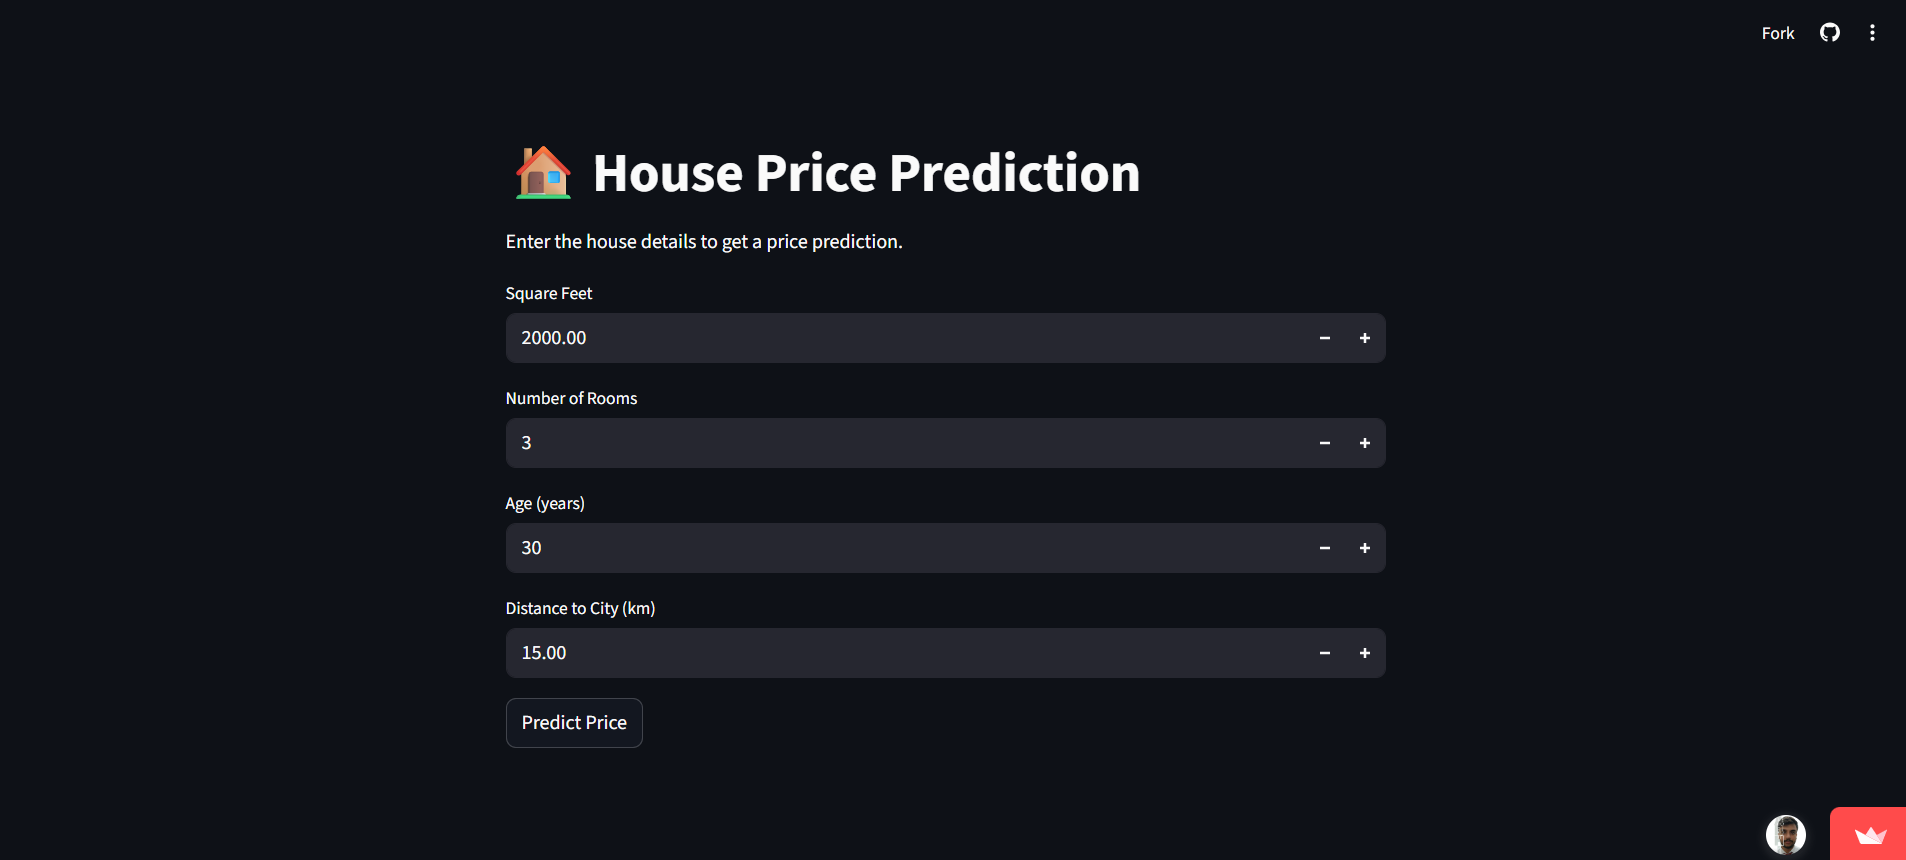 Fork
House Price Prediction
Enter the house details to get a price prediction.
Square Feet
2000.00
Number of Rooms
3
Age (years)
30
Distance to City (km)
15.00
Predict Price